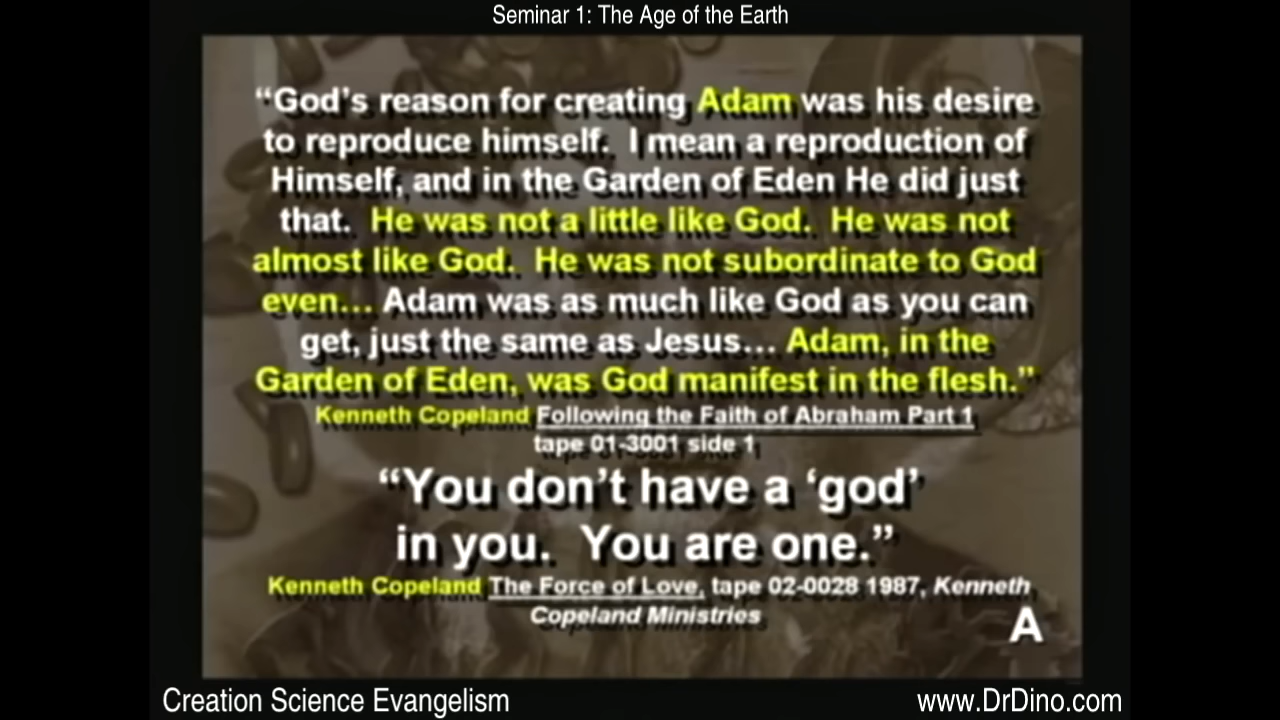 Seminar 1: The Age of the Earth
“God’s reason for creating Adam was his desire
to reproduce himself.  I mean a reproduction of
Himself, and in the Garden of Eden He did just
that.  He was not a little like God.  He was not
almost like God.  He was not subordinate to God
even... Adam was as much like God as you can
get, just the same as Jesus... Adam, in the
Garden of Eden, was God manifest in the flesh.”
Kenneth Copeland Following the Faith of Abraham Part 1
tape 01-3001 side 1
“You don’t have a ‘god’
in you.  You are one.”
Kenneth Copeland The Force of Love, tape 02-0028 1987, Kenneth
Copeland Ministries
A
Creation Science Evangelism
www.DrDino.com